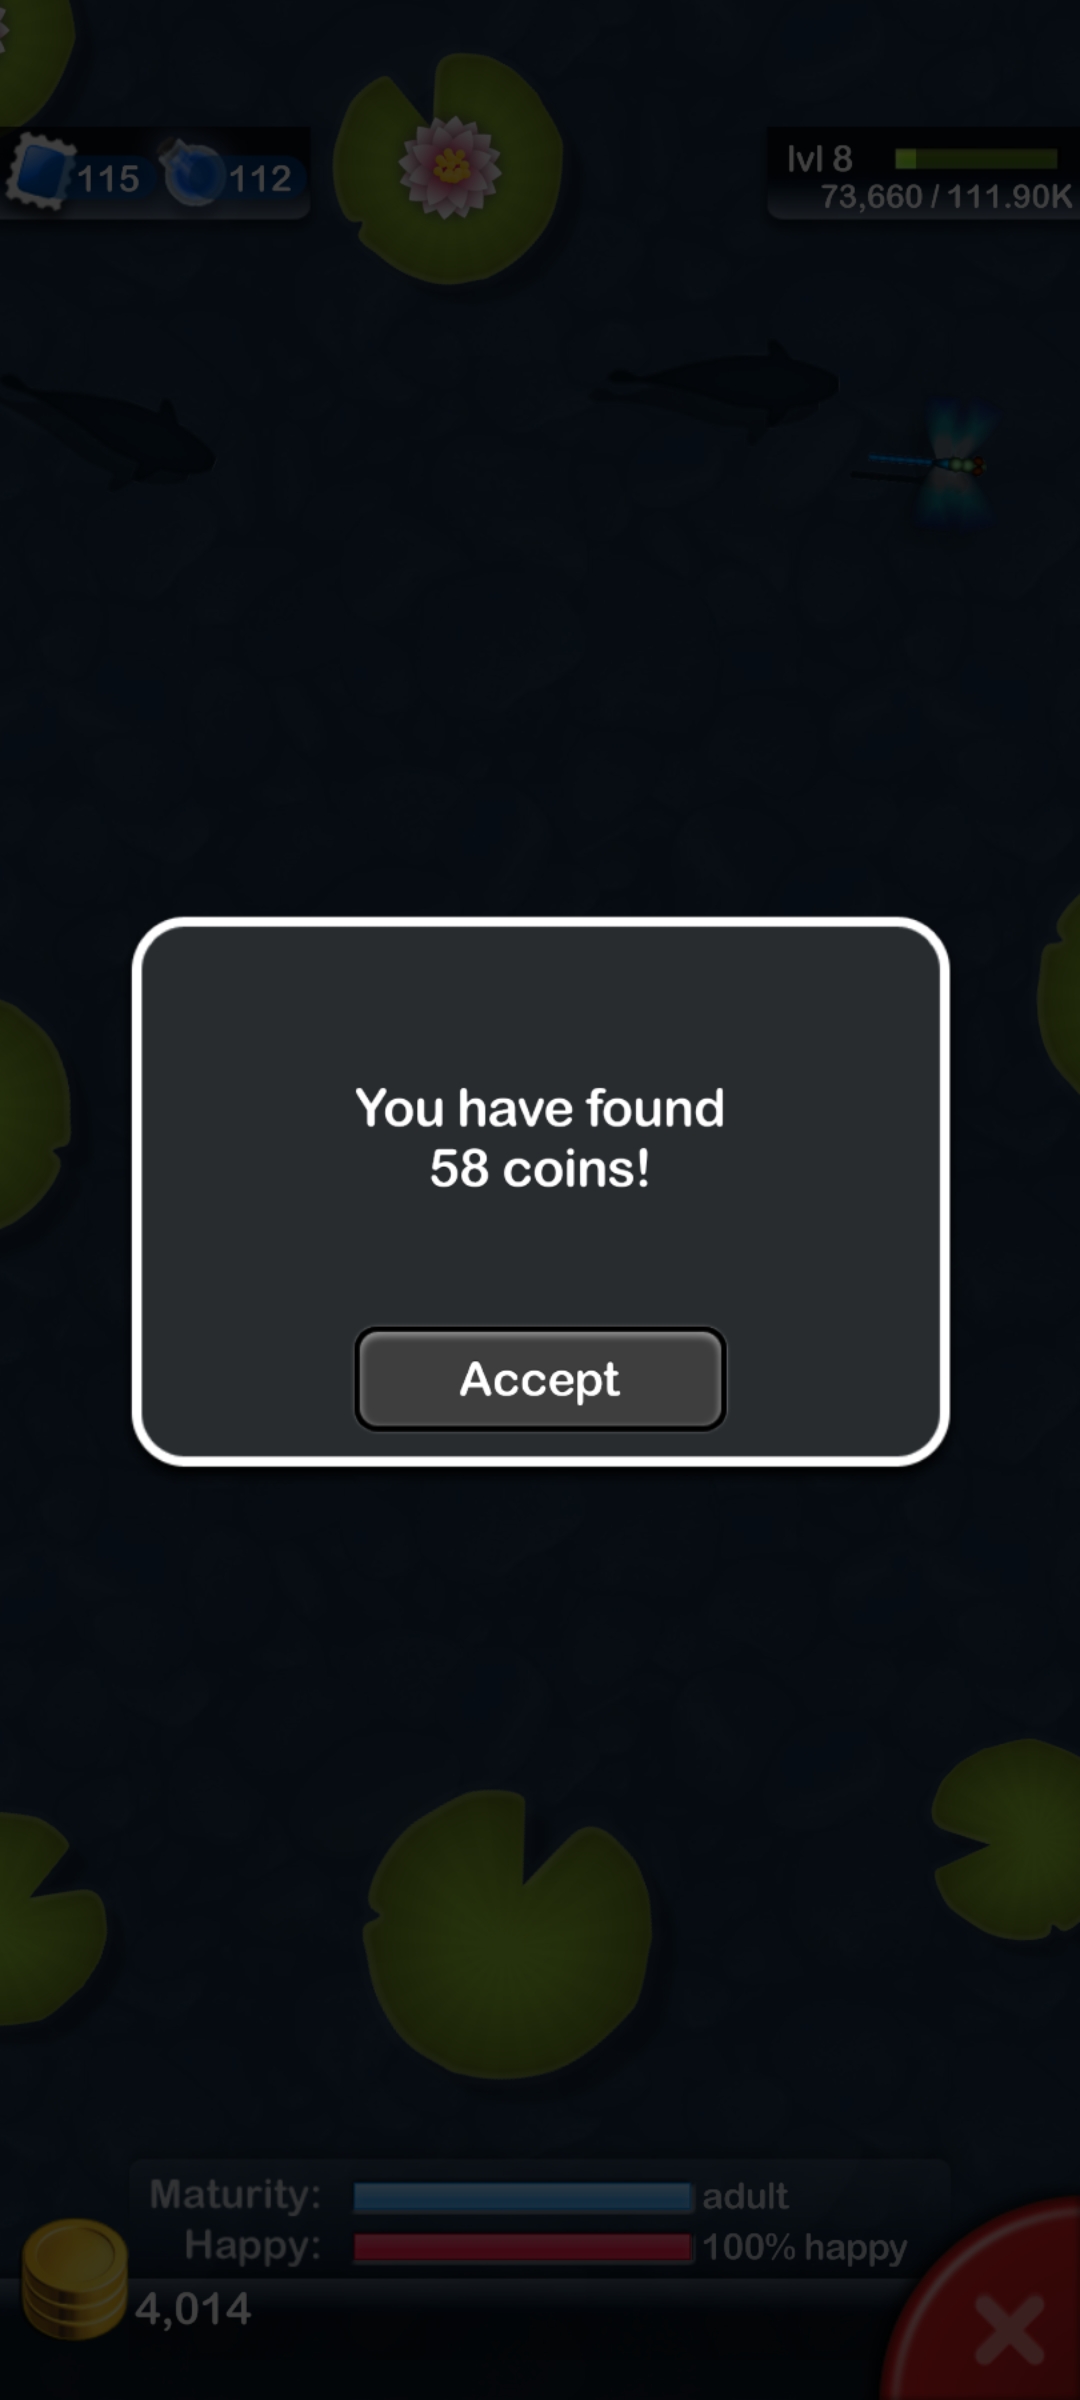 115 112
lvl 8
73,660 / 111.90K
You have found
58 coins!
Accept
Maturity: adult
Happy: 100% happy
4,014